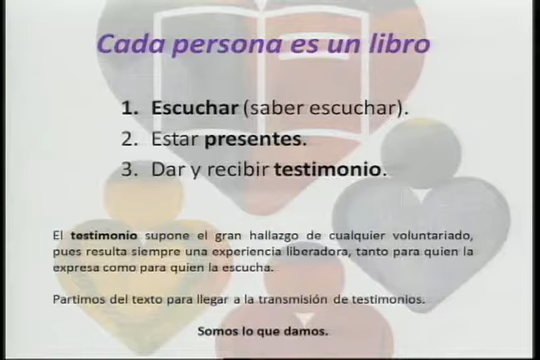 Cada persona es un libro
1. Escuchar (saber escuchar).
2. Estar presentes.
3. Dar y recibir testimonio.
El testimonio supone el gran hallazgo de cualquier voluntariado,
pues resulta siempre una experiencia liberadora, tanto para quien la
expresa como para quien la escucha.
Partimos del texto para llegar a la transmisión de testimonios.
Somos lo que damos.